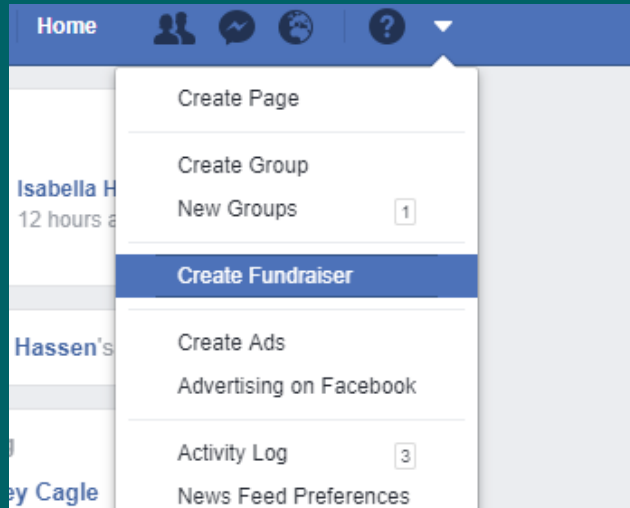 Home
Create Page
Create Group
Isabella H
New Groups 1
12 hours a
Create Fundraiser
Create Ads
Hassen's
Advertising on Facebook
Activity Log 3
ey Cagle
News Feed Preferences